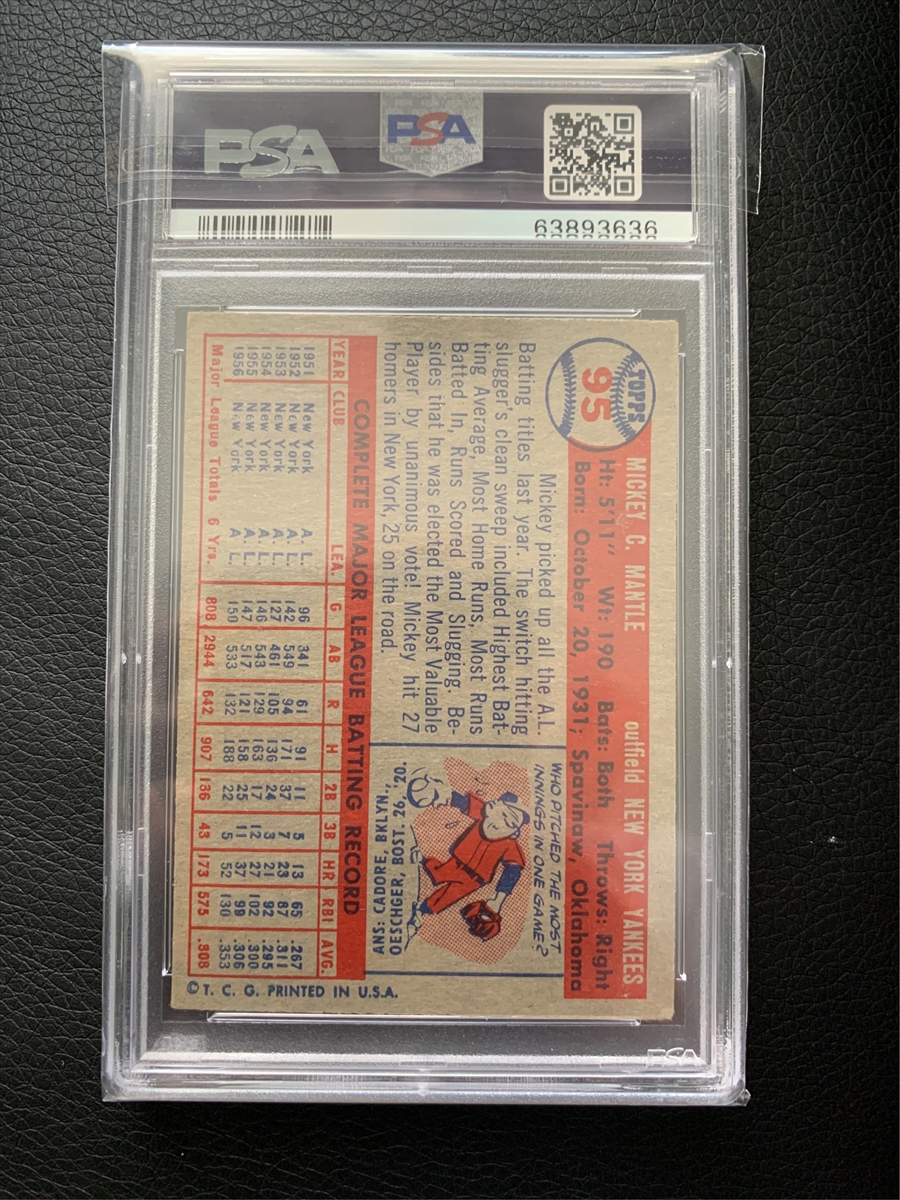 PSA
PSA
63893636
TOPPS
95
MICKEY C. MANTLE outfield NEW YORK YANKEES
Ht: 5'11" Wt: 190 Bats: Both Throws: Right
Born: October 20, 1931; Spavinaw, Oklahoma
Mickey picked up all the A.L.
Batting titles last year. The switch hitting
slugger's clean sweep included Highest Bat-
ting Average, Most Home Runs, Most Runs
Batted In, Runs Scored and Slugging. Be-
sides that he was elected the Most Valuable
Player by unanimous vote! Mickey hit 27
homers in New York, 25 on the road.
WHO PITCHED THE MOST
INNINGS IN ONE GAME?
ANS: CADORE, BKLYN,
OESCHGER, BOST. 26, '20.
COMPLETE MAJOR LEAGUE BATTING RECORD
YEAR CLUB LEA. G AB R H 2B 3B HR RBI AVG.
1951 New York A. L. 96 341 61 91 11 5 13 65 .267
1952 New York A. L. 142 549 94 171 37 7 23 87 .311
1953 New York A. L. 127 461 105 136 24 3 21 92 .295
1954 New York A. L. 146 543 129 163 17 12 27 102 .300
1955 New York A. L. 147 517 121 158 25 11 37 99 .306
1956 New York A. L. 150 533 132 188 22 5 52 130 .353
Major League Totals 6 Yrs. 808 2944 642 907 136 43 173 575 .308
© T. C. G. PRINTED IN U.S.A.
PSA